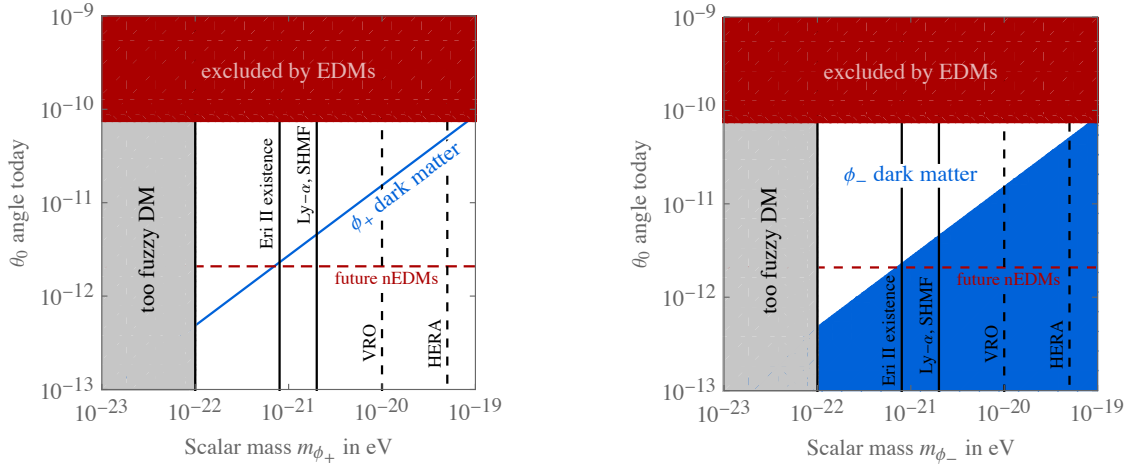 10⁻⁹
10⁻¹⁰
10⁻¹¹
10⁻¹²
10⁻¹³
θ₀ angle today
excluded by EDMs
too fuzzy DM
Eri II existence
Ly−α, SHMF
ϕ₊ dark matter
future nEDMs
VRO
HERA
10⁻²³
10⁻²²
10⁻²¹
10⁻²⁰
10⁻¹⁹
Scalar mass m_ϕ₊ in eV
10⁻⁹
10⁻¹⁰
10⁻¹¹
10⁻¹²
10⁻¹³
θ₀ angle today
excluded by EDMs
ϕ₋ dark matter
too fuzzy DM
future nEDMs
Eri II existence
Ly−α, SHMF
VRO
HERA
10⁻²³
10⁻²²
10⁻²¹
10⁻²⁰
10⁻¹⁹
Scalar mass m_ϕ₋ in eV